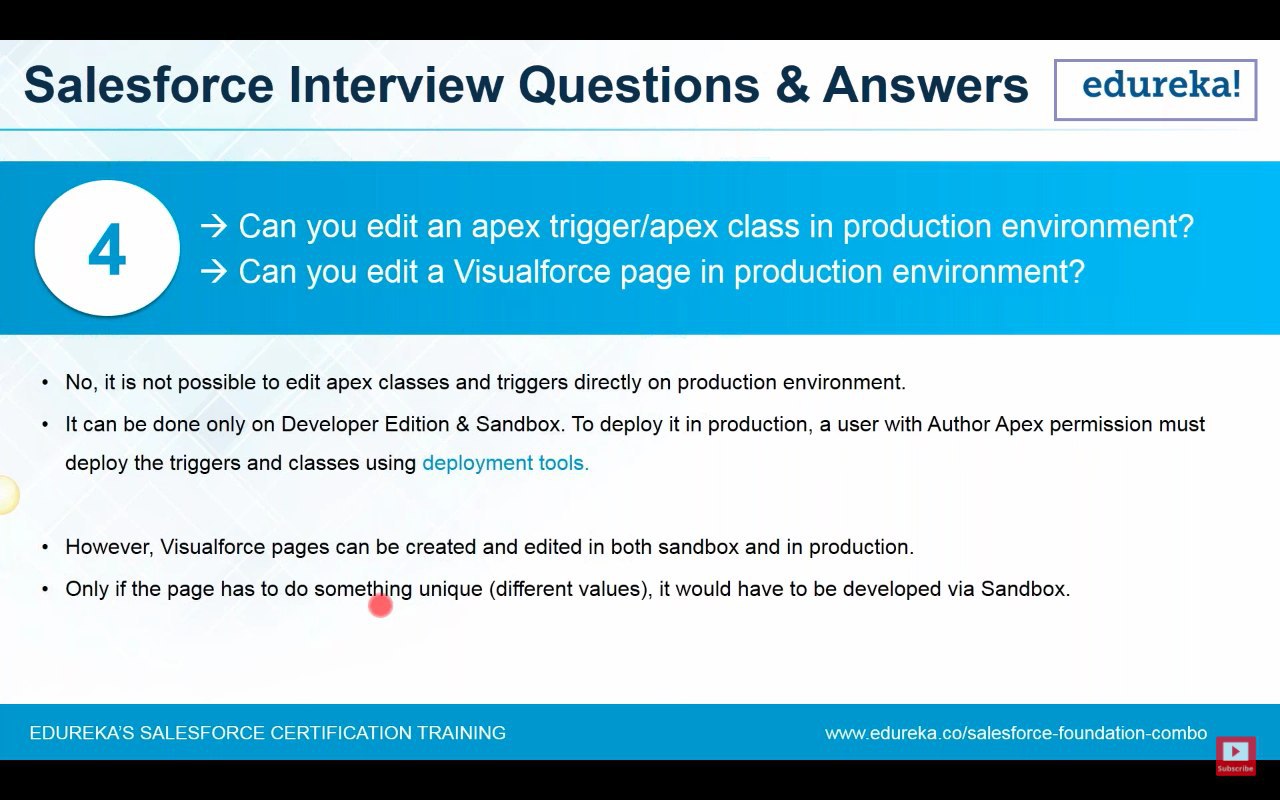 Salesforce Interview Questions & Answers
edureka!
4
→ Can you edit an apex trigger/apex class in production environment?
→ Can you edit a Visualforce page in production environment?
• No, it is not possible to edit apex classes and triggers directly on production environment.
• It can be done only on Developer Edition & Sandbox. To deploy it in production, a user with Author Apex permission must
deploy the triggers and classes using deployment tools.
• However, Visualforce pages can be created and edited in both sandbox and in production.
• Only if the page has to do something unique (different values), it would have to be developed via Sandbox.
EDUREKA'S SALESFORCE CERTIFICATION TRAINING
www.edureka.co/salesforce-foundation-combo
Subscribe